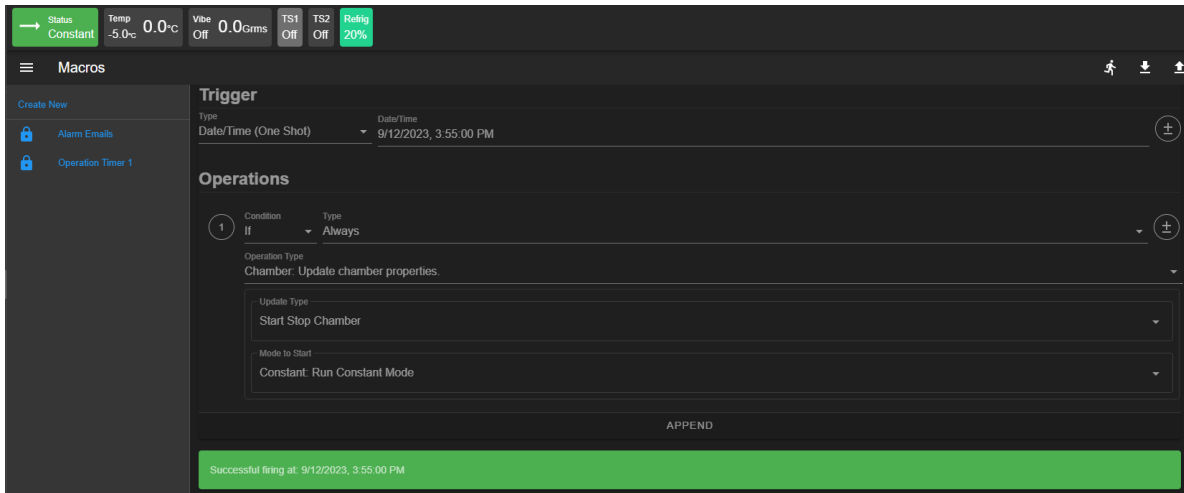 Status
Constant
Temp
-5.0°C 0.0°C
Vibe
Off 0.0Grms
TS1
Off
TS2
Off
Refrig
20%
Macros
Create New
Alarm Emails
Operation Timer 1
Trigger
Type
Date/Time (One Shot)
Date/Time
9/12/2023, 3:55:00 PM
Operations
1
Condition
If
Type
Always
Operation Type
Chamber: Update chamber properties.
Update Type
Start Stop Chamber
Mode to Start
Constant: Run Constant Mode
APPEND
Successful firing at: 9/12/2023, 3:55:00 PM